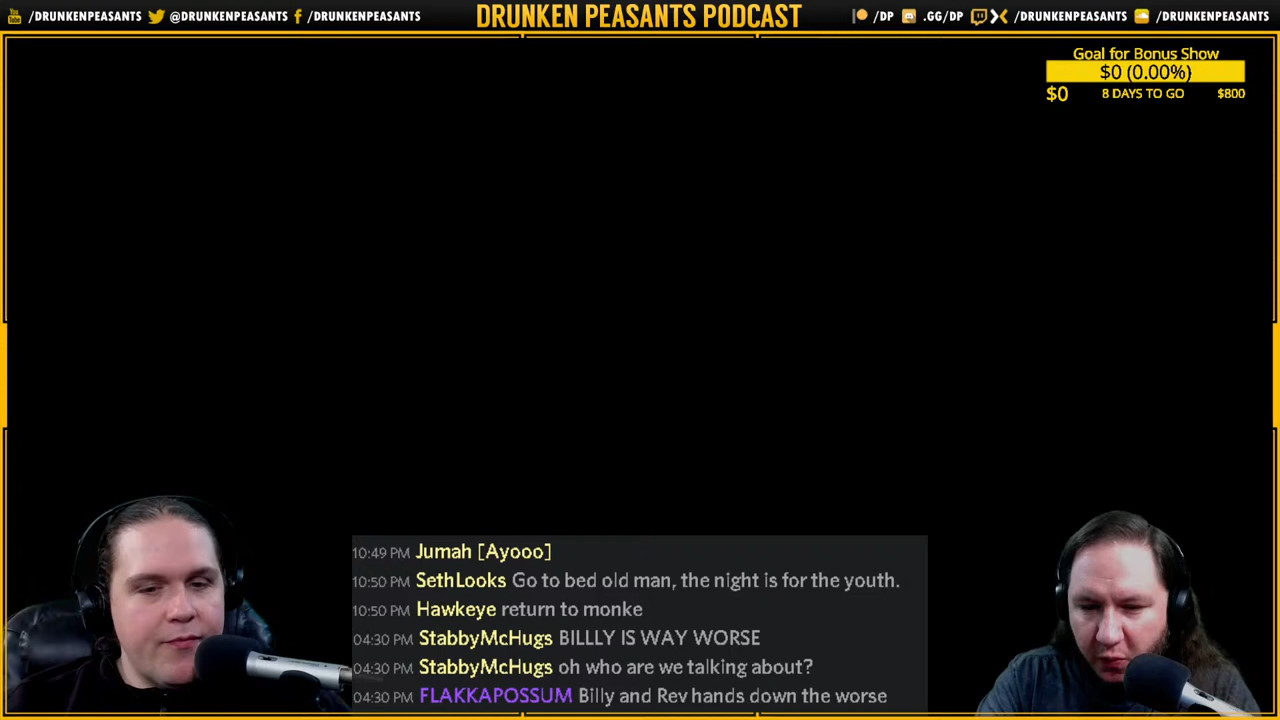 You Tube /DRUNKENPEASANTS @DRUNKENPEASANTS /DRUNKENPEASANTS DRUNKEN PEASANTS PODCAST /DP .GG/DP /DRUNKENPEASANTS /DRUNKENPEASANTS
Goal for Bonus Show
$0 (0.00%)
$0 8 DAYS TO GO $800
10:49 PM Jumah [Ayooo]
10:50 PM SethLooks Go to bed old man, the night is for the youth.
10:50 PM Hawkeye return to monke
04:30 PM StabbyMcHugs BILLLY IS WAY WORSE
04:30 PM StabbyMcHugs oh who are we talking about?
04:30 PM FLAKKAPOSSUM Billy and Rev hands down the worse